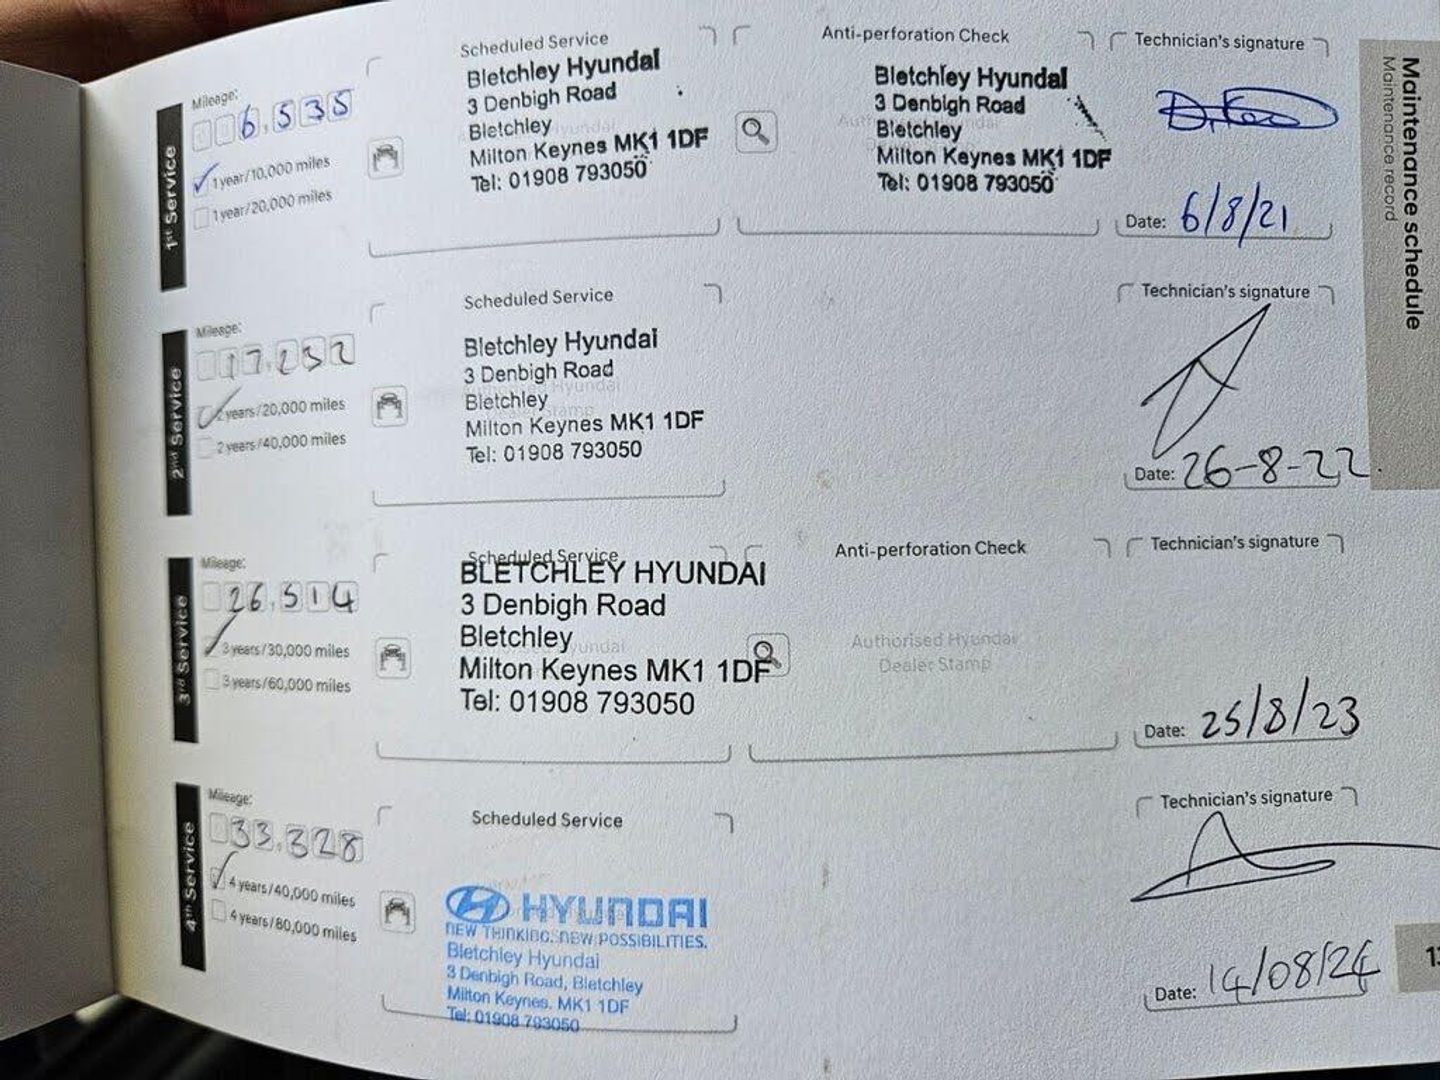 Maintenance schedule
Maintenance record
1st Service
Mileage:
6,535
1 year/10,000 miles
1 year/20,000 miles
Scheduled Service
Bletchley Hyundai
3 Denbigh Road
Bletchley
Milton Keynes MK1 1DF
Tel: 01908 793050
Anti-perforation Check
Bletchley Hyundai
3 Denbigh Road
Bletchley
Milton Keynes MK1 1DF
Tel: 01908 793050
Technician's signature
Date: 6/8/21
2nd Service
Mileage:
17,232
2 years/20,000 miles
2 years/40,000 miles
Scheduled Service
Bletchley Hyundai
3 Denbigh Road
Bletchley
Milton Keynes MK1 1DF
Tel: 01908 793050
Technician's signature
Date: 26-8-22
3rd Service
Mileage:
26,514
3 years/30,000 miles
3 years/60,000 miles
Scheduled Service
BLETCHLEY HYUNDAI
3 Denbigh Road
Bletchley
Milton Keynes MK1 1DF
Tel: 01908 793050
Anti-perforation Check
Authorised Hyundai
Dealer Stamp
Technician's signature
Date: 25/8/23
4th Service
Mileage:
33,328
4 years/40,000 miles
4 years/80,000 miles
Scheduled Service
HYUNDAI
NEW THINKING. NEW POSSIBILITIES.
Bletchley Hyundai
3 Denbigh Road, Bletchley
Milton Keynes. MK1 1DF
Tel: 01908 793050
Technician's signature
Date: 14/08/24